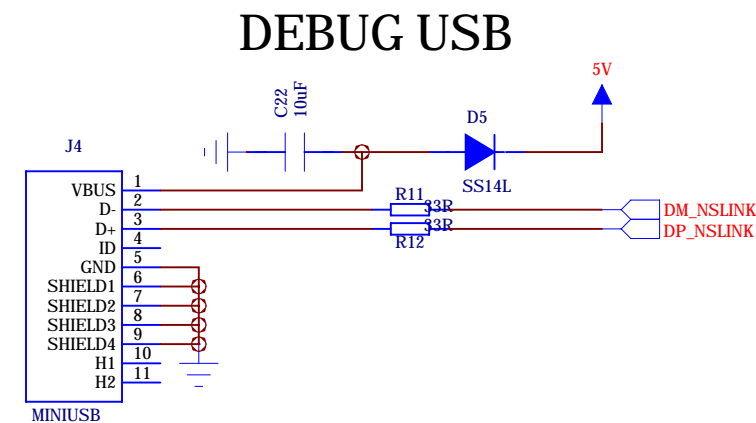 DEBUG USB
5V
C22
10uF
D5
SS14L
J4
VBUS 1
D- 2
D+ 3
ID 4
GND 5
SHIELD1 6
SHIELD2 7
SHIELD3 8
SHIELD4 9
H1 10
H2 11
MINIUSB
R11
33R
33R
R12
DM_NSLINK
DP_NSLINK